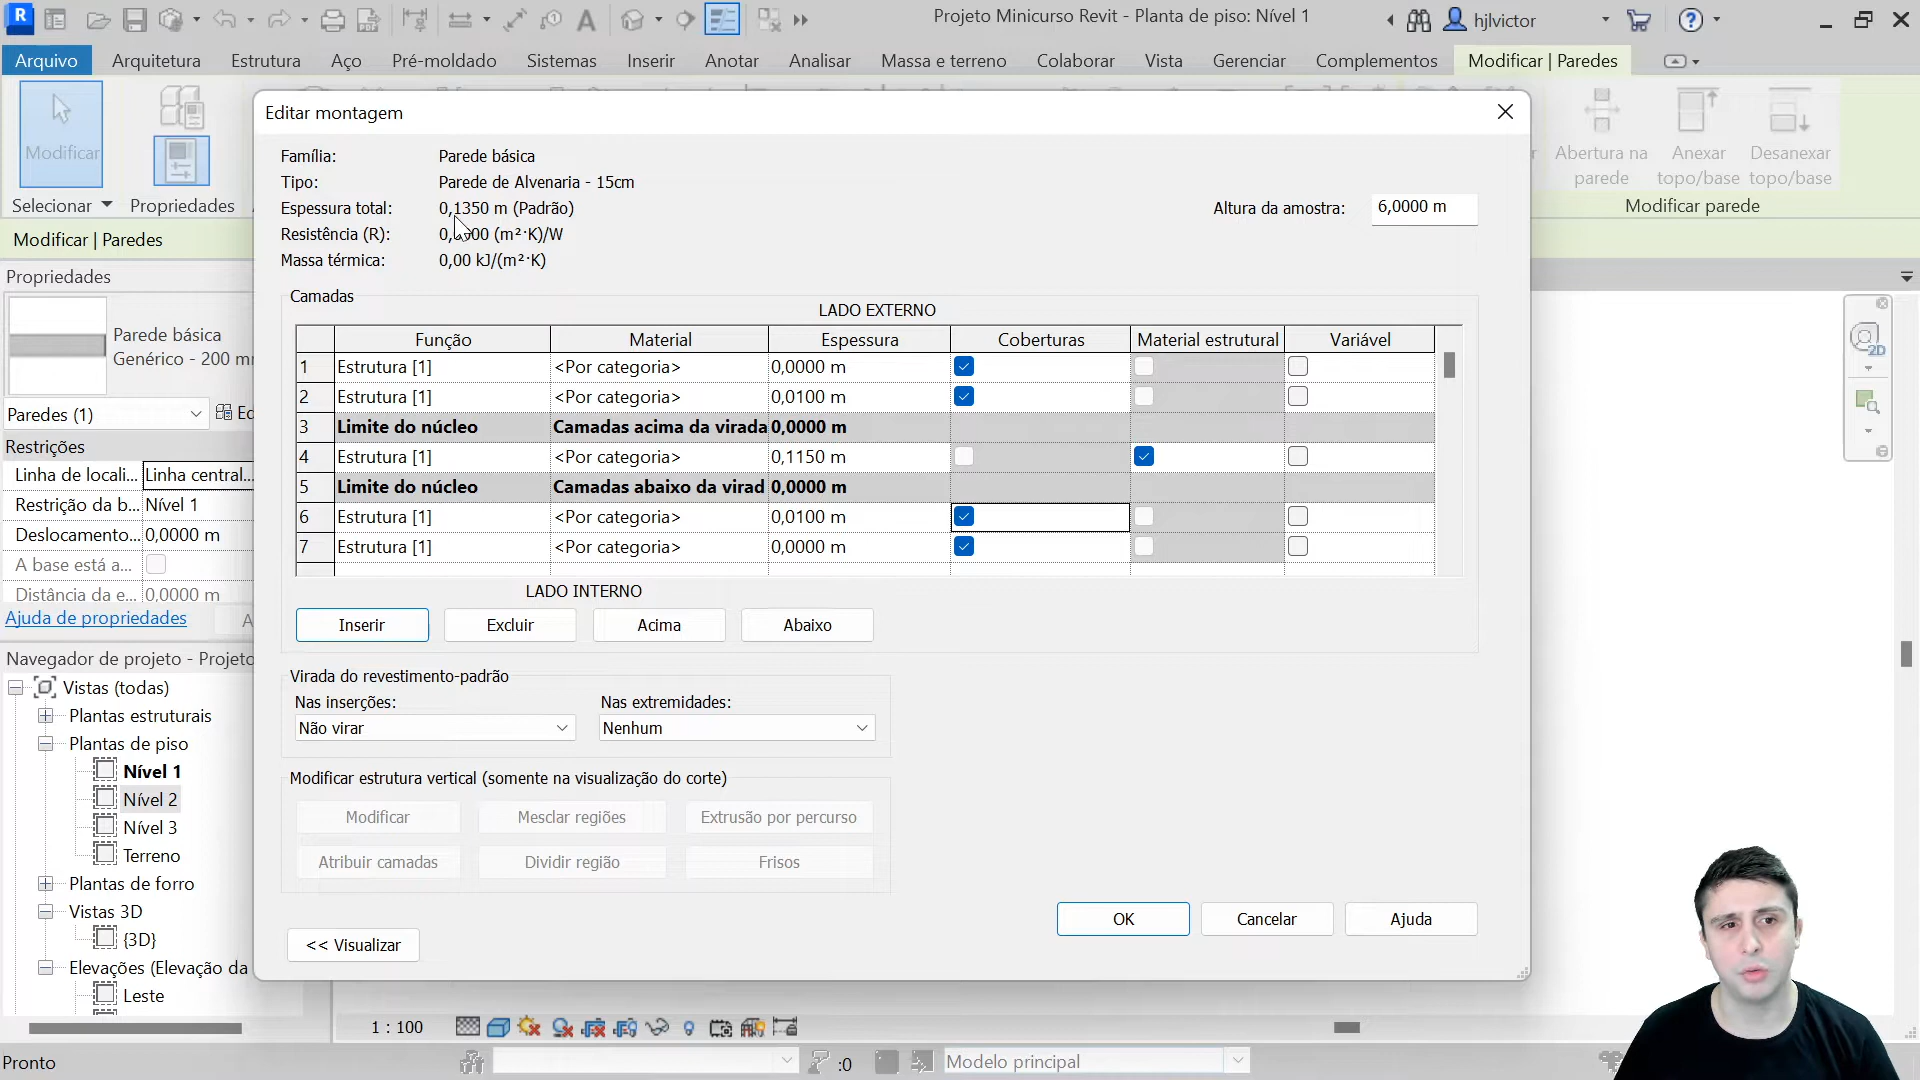 Projeto Minicurso Revit - Planta de piso: Nível 1
hjlvictor
Arquivo Arquitetura Estrutura Aço Pré-moldado Sistemas Inserir Anotar Analisar Massa e terreno Colaborar Vista Gerenciar Complementos Modificar | Paredes
Modificar
Selecionar Propriedades
Abertura na parede
Anexar topo/base
Desanexar topo/base
Modificar parede
Modificar | Paredes
Propriedades
Parede básica
Genérico - 200 mm
Paredes (1)
Restrições
Linha de locali... Linha central...
Restrição da b... Nível 1
Deslocamento... 0,0000 m
A base está a...
Distância da e... 0,0000 m
Ajuda de propriedades
Navegador de projeto - Projeto
Vistas (todas)
Plantas estruturais
Plantas de piso
Nível 1
Nível 2
Nível 3
Terreno
Plantas de forro
Vistas 3D
{3D}
Elevações (Elevação da
Leste
Editar montagem
Família: Parede básica
Tipo: Parede de Alvenaria - 15cm
Espessura total: 0,1350 m (Padrão)
Altura da amostra: 6,0000 m
Resistência (R): (m²·K)/W
Massa térmica: 0,00 kJ/(m²·K)
Camadas
LADO EXTERNO
Função Material Espessura Coberturas Material estrutural Variável
1 Estrutura [1] <Por categoria> 0,0000 m
2 Estrutura [1] <Por categoria> 0,0100 m
3 Limite do núcleo Camadas acima da virada 0,0000 m
4 Estrutura [1] <Por categoria> 0,1150 m
5 Limite do núcleo Camadas abaixo da virad 0,0000 m
6 Estrutura [1] <Por categoria> 0,0100 m
7 Estrutura [1] <Por categoria> 0,0000 m
LADO INTERNO
Inserir Excluir Acima Abaixo
Virada do revestimento-padrão
Nas inserções: Nas extremidades:
Não virar Nenhum
Modificar estrutura vertical (somente na visualização do corte)
Modificar Mesclar regiões Extrusão por percurso
Atribuir camadas Dividir região Frisos
OK Cancelar Ajuda
<< Visualizar
2D
1 : 100
Pronto
:0
Modelo principal